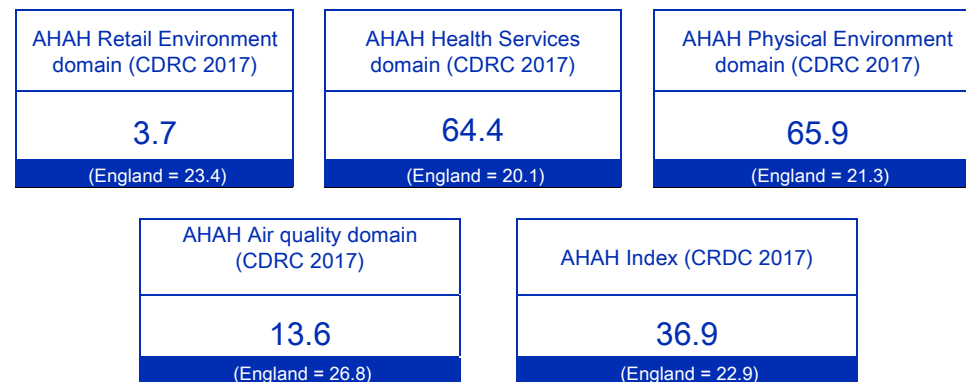 AHAH Retail Environment
domain (CDRC 2017)
3.7
(England = 23.4)
AHAH Health Services
domain (CDRC 2017)
64.4
(England = 20.1)
AHAH Physical Environment
domain (CDRC 2017)
65.9
(England = 21.3)
AHAH Air quality domain
(CDRC 2017)
13.6
(England = 26.8)
AHAH Index (CRDC 2017)
36.9
(England = 22.9)